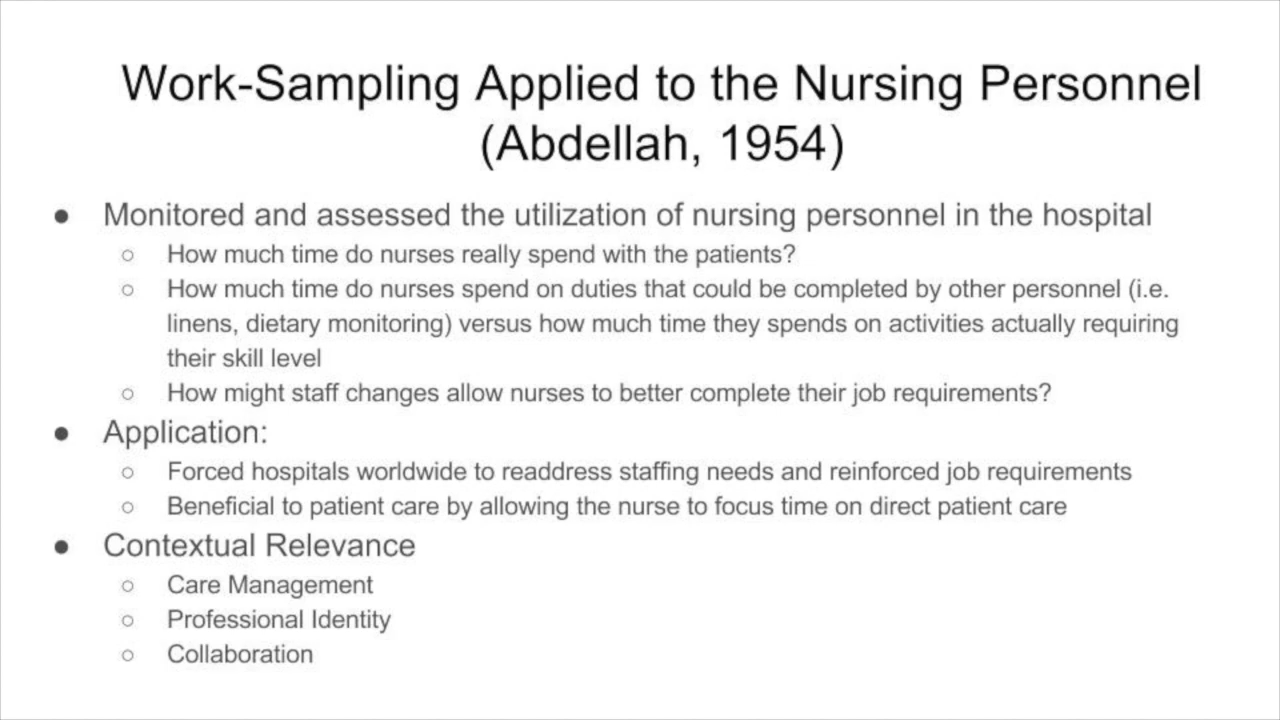 Work-Sampling Applied to the Nursing Personnel
(Abdellah, 1954)
● Monitored and assessed the utilization of nursing personnel in the hospital
○ How much time do nurses really spend with the patients?
○ How much time do nurses spend on duties that could be completed by other personnel (i.e.
linens, dietary monitoring) versus how much time they spends on activities actually requiring
their skill level
○ How might staff changes allow nurses to better complete their job requirements?
● Application:
○ Forced hospitals worldwide to readdress staffing needs and reinforced job requirements
○ Beneficial to patient care by allowing the nurse to focus time on direct patient care
● Contextual Relevance
○ Care Management
○ Professional Identity
○ Collaboration